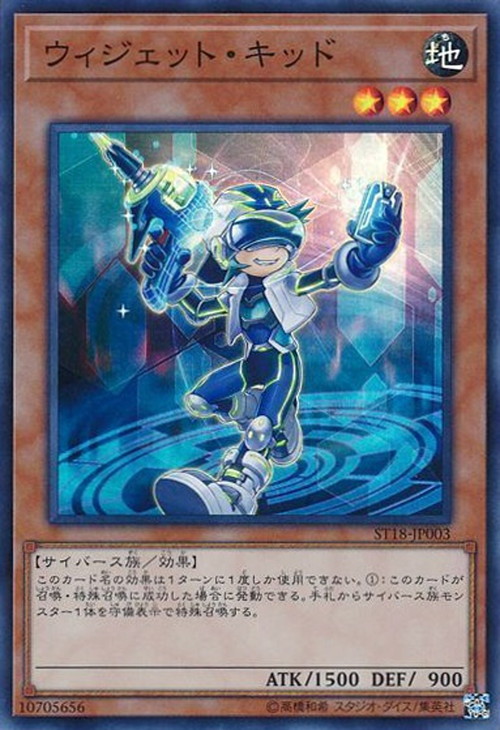 ウィジェット・キッド
地
ST18-JP003
【サイバース族／効果】
このカード名の効果は１ターンに１度しか使用できない。①：このカードが
召喚・特殊召喚に成功した場合に発動できる。手札からサイバース族モン
スター１体を守備表示で特殊召喚する。
ATK/1500 DEF/ 900
10705656
©高橋和希 スタジオ・ダイス/集英社